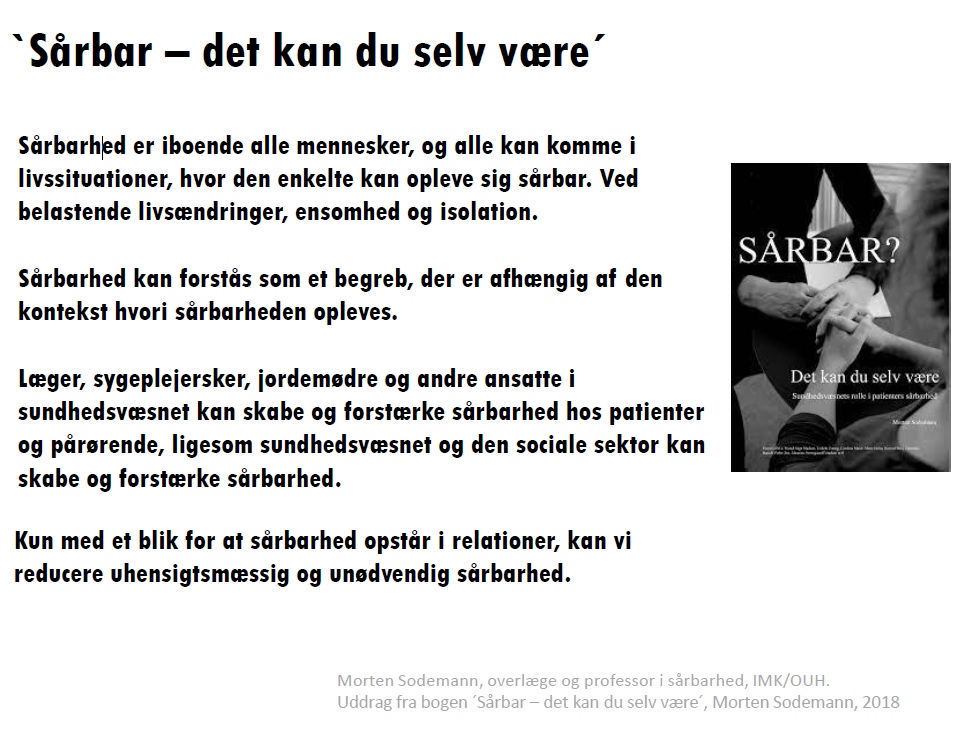 `Sårbar – det kan du selv være´
Sårbarhed er iboende alle mennesker, og alle kan komme i
livssituationer, hvor den enkelte kan opleve sig sårbar. Ved
belastende livsændringer, ensomhed og isolation.
Sårbarhed kan forstås som et begreb, der er afhængig af den
kontekst hvori sårbarheden opleves.
Læger, sygeplejersker, jordemødre og andre ansatte i
sundhedsvæsnet kan skabe og forstærke sårbarhed hos patienter
og pårørende, ligesom sundhedsvæsnet og den sociale sektor kan
skabe og forstærke sårbarhed.
Kun med et blik for at sårbarhed opstår i relationer, kan vi
reducere uhensigtsmæssig og unødvendig sårbarhed.
SÅRBAR?
Det kan du selv være
Sundhedsvæsnets rolle i patienters sårbarhed
Morten Sodemann
Morten Sodemann, overlæge og professor i sårbarhed, IMK/OUH.
Uddrag fra bogen ´Sårbar – det kan du selv være´, Morten Sodemann, 2018